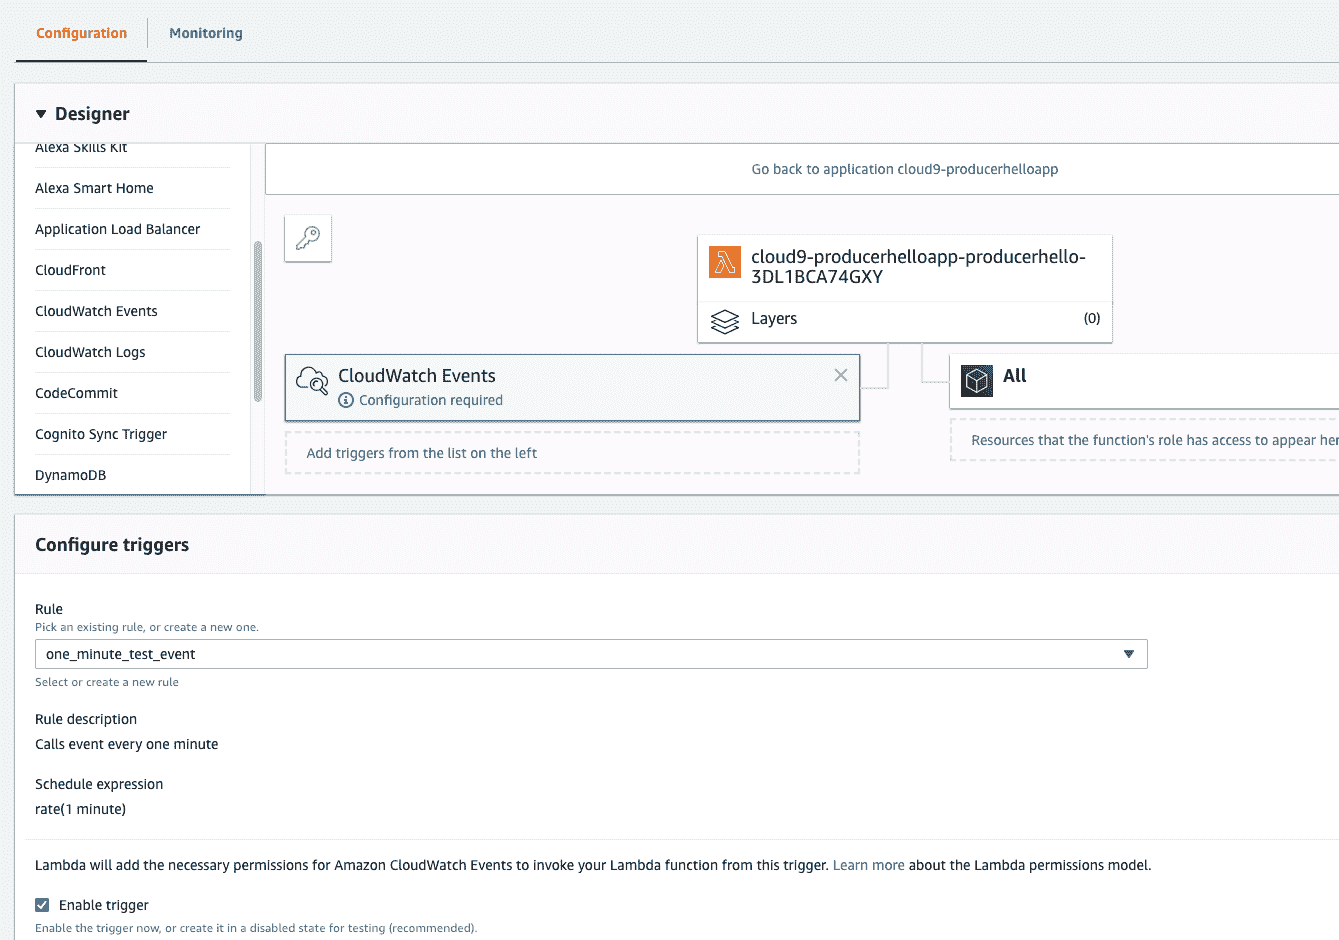 Configuration
Monitoring
Designer
Alexa Skills Kit
Alexa Smart Home
Application Load Balancer
CloudFront
CloudWatch Events
CloudWatch Logs
CodeCommit
Cognito Sync Trigger
DynamoDB
Go back to application cloud9-producerhelloapp
cloud9-producerhelloapp-producerhello-
3DL1BCA74GXY
Layers (0)
CloudWatch Events
Configuration required
Add triggers from the list on the left
All
Resources that the function's role has access to appear her
Configure triggers
Rule
Pick an existing rule, or create a new one.
one_minute_test_event
Select or create a new rule
Rule description
Calls event every one minute
Schedule expression
rate(1 minute)
Lambda will add the necessary permissions for Amazon CloudWatch Events to invoke your Lambda function from this trigger. Learn more about the Lambda permissions model.
Enable trigger
Enable the trigger now, or create it in a disabled state for testing (recommended).